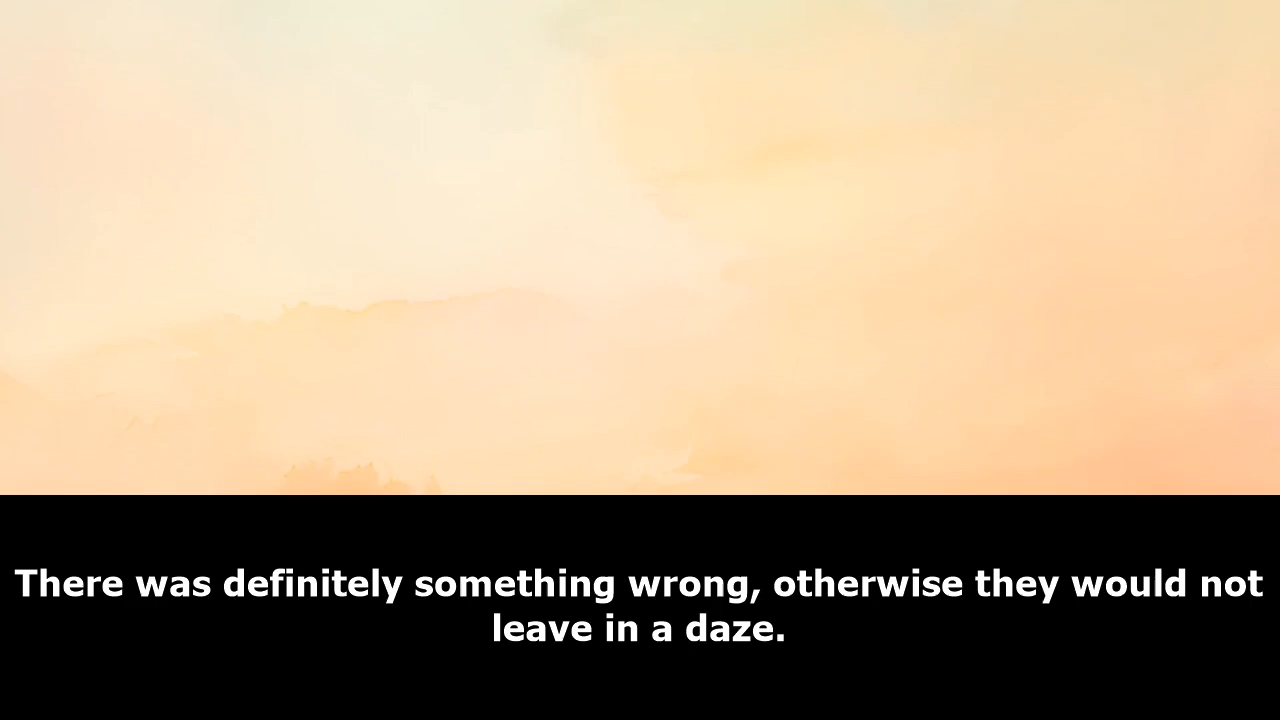 There was definitely something wrong, otherwise they would not
leave in a daze.